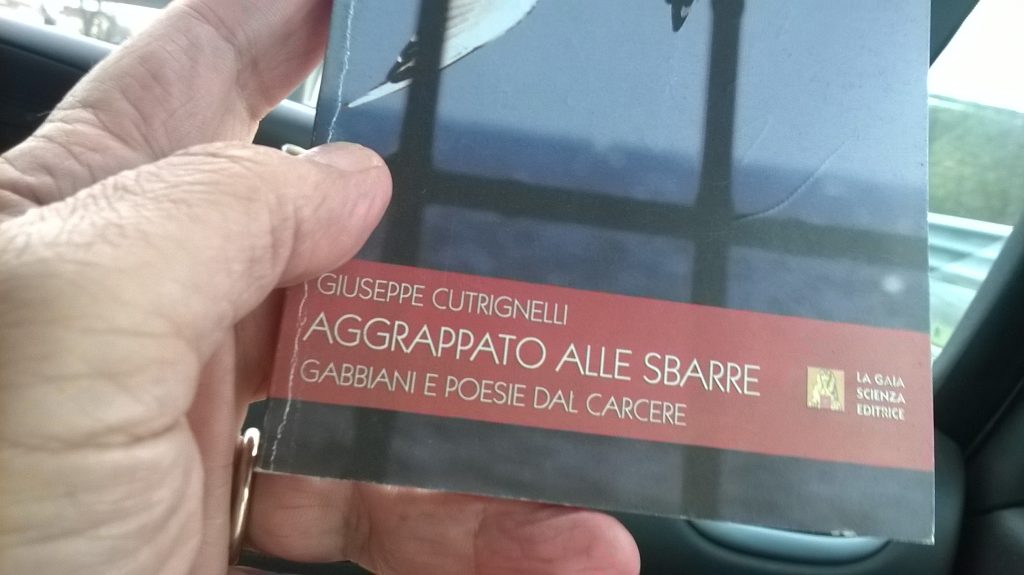 GIUSEPPE CUTRIGNELLI
AGGRAPPATO ALLE SBARRE
GABBIANI E POESIE DAL CARCERE
LA GAIA
SCIENZA
EDITRICE